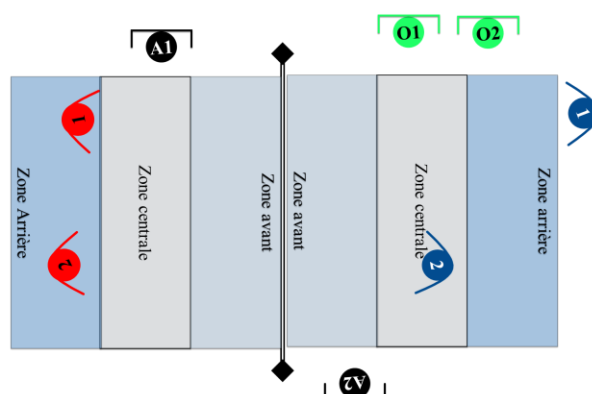 A1
O1
O2
1
1
Zone Arrière
Zone centrale
Zone avant
Zone avant
Zone centrale
Zone arrière
2
2
A2